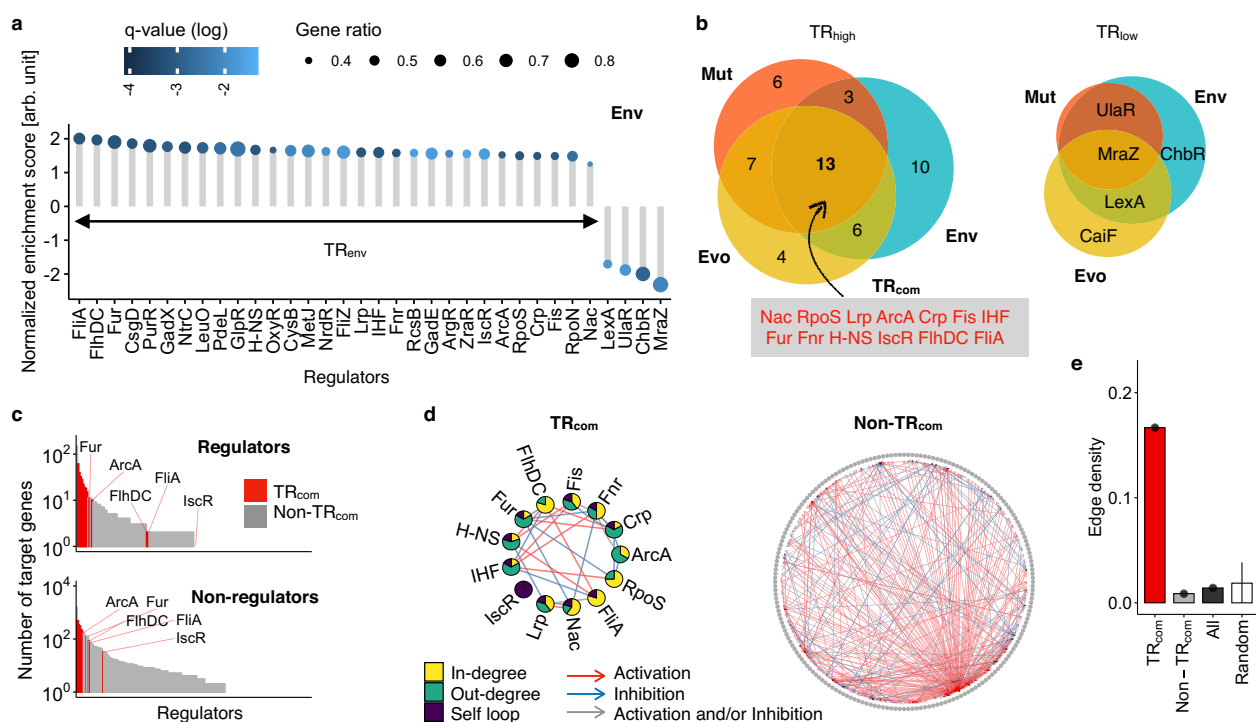 a
q-value (log)
-4
-3
-2
Gene ratio
0.4
0.5
0.6
0.7
0.8
Env
Normalized enrichment score [arb. unit]
2
1
0
-1
-2
TRenv
FliA
FlhDC
Fur
CsgD
PurR
GadX
NtrC
LeuO
PdeL
GlpR
H-NS
OxyR
CysB
MetJ
NrdR
FliZ
Lrp
IHF
Fnr
RcsB
GadE
ArgR
ZraR
IscR
ArcA
RpoS
Crp
Fis
RpoN
Nac
LexA
UlaR
ChbR
MraZ
Regulators
b
TRhigh
Mut
6
3
7
13
10
6
4
Evo
Env
TRcom
Nac RpoS Lrp ArcA Crp Fis IHF
Fur Fnr H-NS IscR FlhDC FliA
TRlow
Mut
Env
UlaR
MraZ
ChbR
LexA
CaiF
Evo
c
Number of target genes
Regulators
10²
10¹
10⁰
Fur
ArcA
FlhDC
FliA
IscR
TRcom
Non-TRcom
Non-regulators
10⁴
10²
10⁰
ArcA
Fur
FlhDC
FliA
IscR
Regulators
d
TRcom
FlhDC
Fis
Fnr
Crp
ArcA
RpoS
FliA
Nac
Lrp
IscR
IHF
H-NS
Fur
In-degree
Out-degree
Self loop
Activation
Inhibition
Activation and/or Inhibition
Non-TRcom
e
Edge density
0.2
0.1
0.0
TRcom
Non−TRcom
All
Random